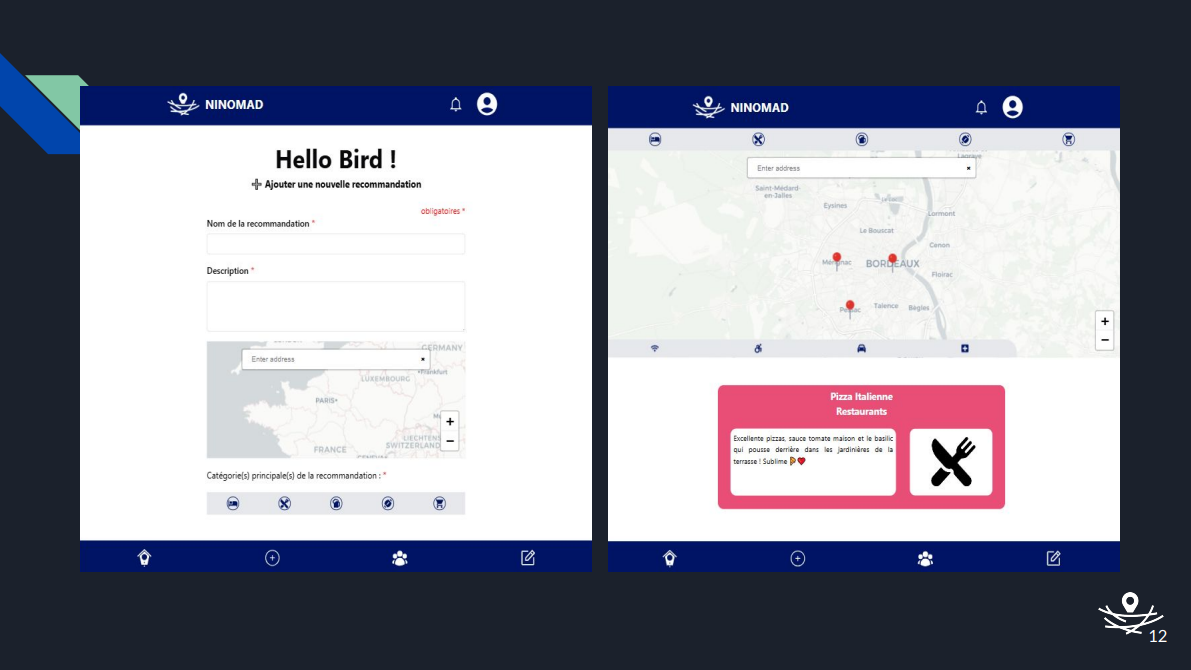 NINOMAD
Hello Bird !
Ajouter une nouvelle recommandation
obligatoires *
Nom de la recommandation *
Description *
Enter address
×
GERMANY
Frankfurt
LUXEMBOURG
PARIS
LIECHTENS
SWITZERLAND
FRANCE
+
−
Catégorie(s) principale(s) de la recommandation : *
NINOMAD
Enter address
×
Saint-Médard-
en-Jalles
Eysines
Lormont
Le Bouscat
Cenon
Mérignac
BORDEAUX
Floirac
Pessac
Talence
Bègles
+
−
Pizza Italienne
Restaurants
Excellente pizzas, sauce tomate maison et le basilic
qui pousse derrière dans les jardinières de la
terrasse ! Sublime 🍕❤️
12